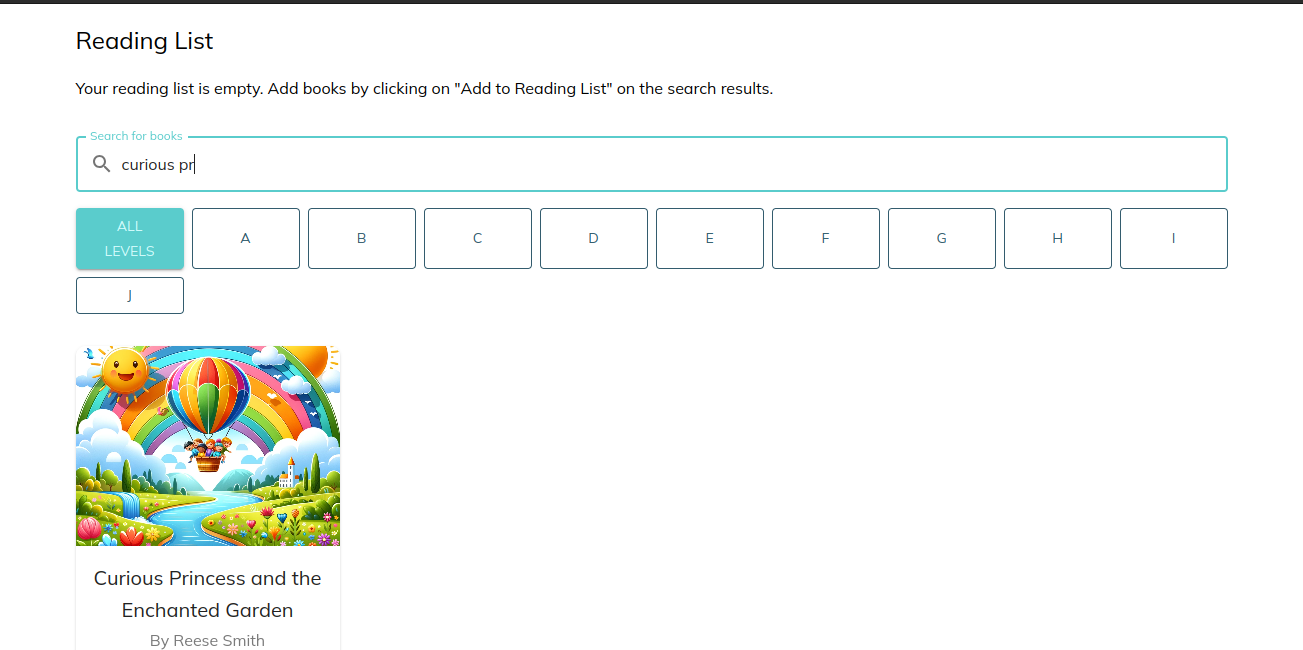 Reading List
Your reading list is empty. Add books by clicking on "Add to Reading List" on the search results.
Search for books
curious pr
ALL
LEVELS
A
B
C
D
E
F
G
H
I
J
Curious Princess and the
Enchanted Garden
By Reese Smith